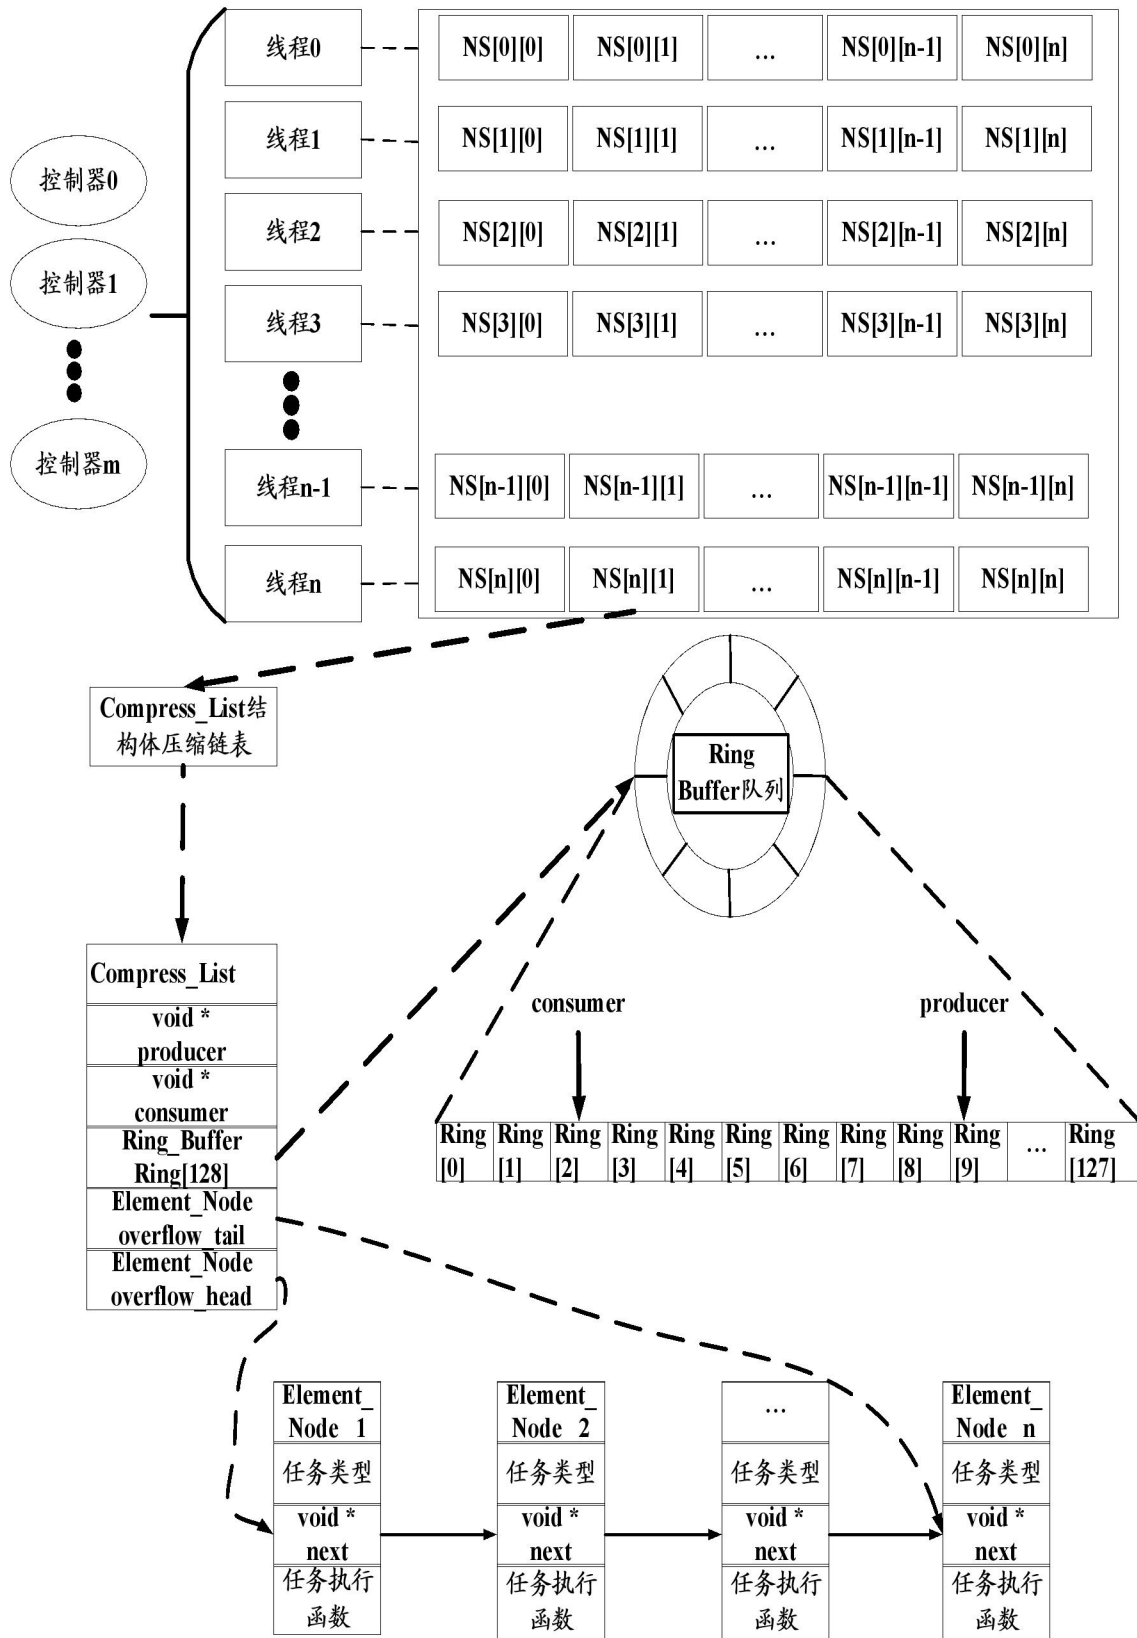 线程0
NS[0][0]
NS[0][1]
...
NS[0][n-1]
NS[0][n]
线程1
NS[1][0]
NS[1][1]
...
NS[1][n-1]
NS[1][n]
控制器0
线程2
NS[2][0]
NS[2][1]
...
NS[2][n-1]
NS[2][n]
控制器1
线程3
NS[3][0]
NS[3][1]
...
NS[3][n-1]
NS[3][n]
控制器m
线程n-1
NS[n-1][0]
NS[n-1][1]
...
NS[n-1][n-1]
NS[n-1][n]
线程n
NS[n][0]
NS[n][1]
...
NS[n][n-1]
NS[n][n]
Compress_List结
构体压缩链表
Ring
Buffer队列
Compress_List
void *
producer
void *
consumer
Ring_Buffer
Ring[128]
Element_Node
overflow_tail
Element_Node
overflow_head
consumer
producer
Ring
[0]
Ring
[1]
Ring
[2]
Ring
[3]
Ring
[4]
Ring
[5]
Ring
[6]
Ring
[7]
Ring
[8]
Ring
[9]
...
Ring
[127]
Element_
Node 1
任务类型
void *
next
任务执行
函数
Element_
Node 2
任务类型
void *
next
任务执行
函数
...
任务类型
void *
next
任务执行
函数
Element_
Node n
任务类型
void *
next
任务执行
函数